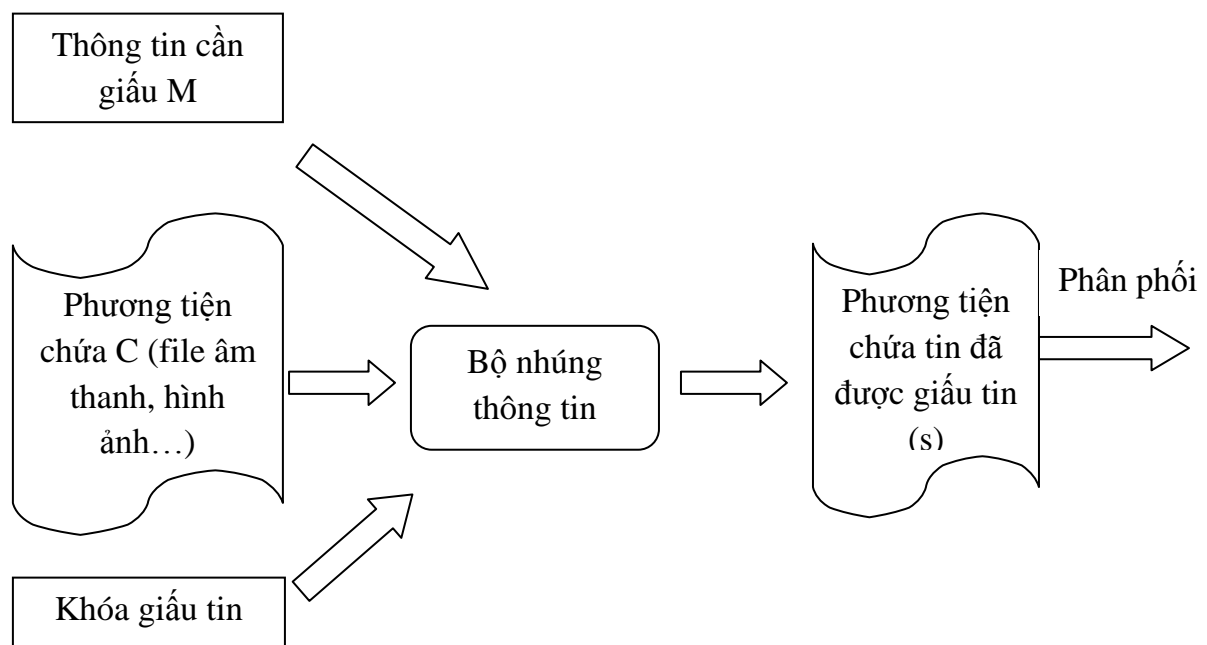 Thông tin cần
giấu M
Phương tiện
chứa C (file âm
thanh, hình
ảnh…)
Khóa giấu tin
Bộ nhúng
thông tin
Phương tiện
chứa tin đã
được giấu tin
(s)
Phân phối